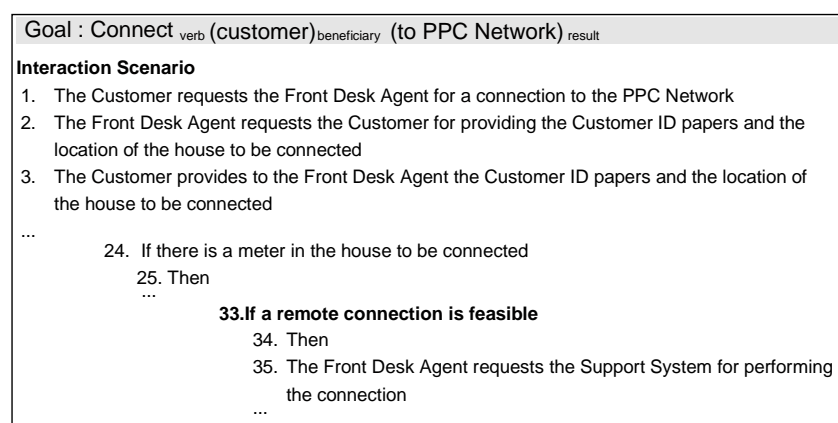 Goal : Connect verb (customer)beneficiary (to PPC Network) result
Interaction Scenario
1. The Customer requests the Front Desk Agent for a connection to the PPC Network
2. The Front Desk Agent requests the Customer for providing the Customer ID papers and the
location of the house to be connected
3. The Customer provides to the Front Desk Agent the Customer ID papers and the location of
the house to be connected
...
24. If there is a meter in the house to be connected
25. Then
...
33.If a remote connection is feasible
34. Then
35. The Front Desk Agent requests the Support System for performing
the connection
...